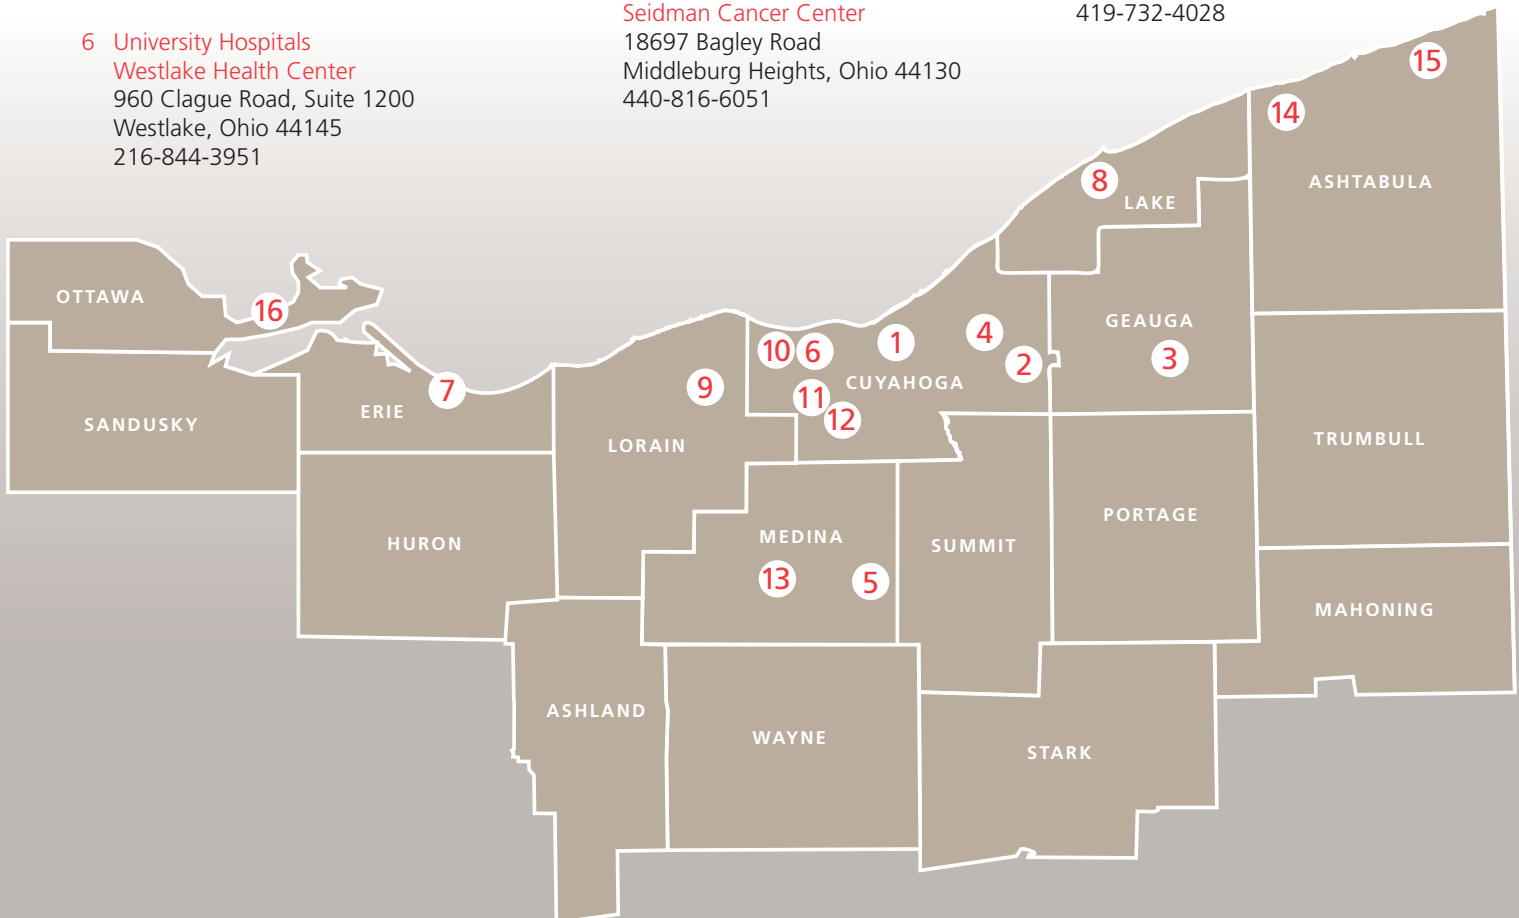 6 University Hospitals
Westlake Health Center
960 Clague Road, Suite 1200
Westlake, Ohio 44145
216-844-3951
Seidman Cancer Center
18697 Bagley Road
Middleburg Heights, Ohio 44130
440-816-6051
419-732-4028
15
14
ASHTABULA
8
LAKE
OTTAWA
16
GEAUGA
3
4
1
2
10
6
CUYAHOGA
11
12
9
7
ERIE
SANDUSKY
LORAIN
TRUMBULL
HURON
MEDINA
13
5
SUMMIT
PORTAGE
MAHONING
ASHLAND
WAYNE
STARK